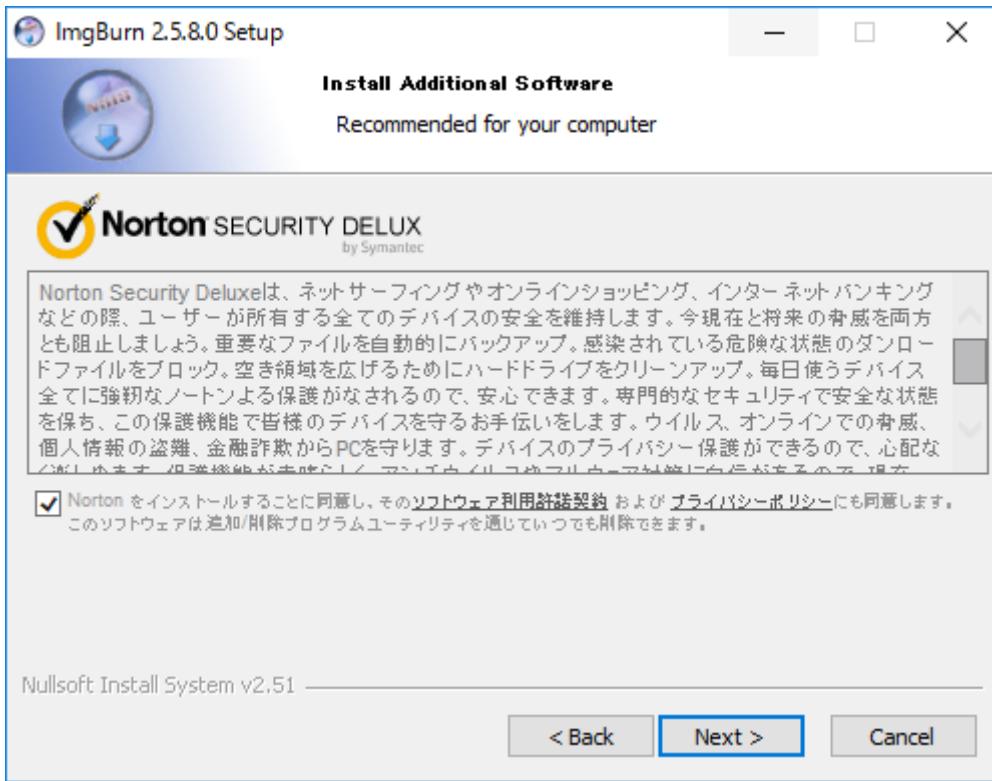 ImgBurn 2.5.8.0 Setup
Install Additional Software
Recommended for your computer
Norton SECURITY DELUX
by Symantec
Norton Security Deluxeは、ネットサーフィングやオンラインショッピング、インターネットバンキング
などの際、ユーザーが所有する全てのデバイスの安全を維持します。今現在と将来の脅威を両方
とも阻止しましょう。重要なファイルを自動的にバックアップ。感染されている危険な状態のダンロー
ドファイルをブロック。空き領域を広げるためにハードドライブをクリーンアップ。毎日使うデバイス
全てに強靭なノートンよる保護がなされるので、安心できます。専門的なセキュリティで安全な状態
を保ち、この保護機能で皆様のデバイスを守るお手伝いをします。ウイルス、オンラインでの脅威、
個人情報の盗難、金融詐欺からPCを守ります。デバイスのプライバシー保護ができるので、心配な
Norton をインストールすることに同意し、そのソフトウェア利用許諾契約 および プライバシーポリシーにも同意します。
このソフトウェアは追加/削除プログラムユーティリティを通じていつでも削除できます。
Nullsoft Install System v2.51
< Back
Next >
Cancel